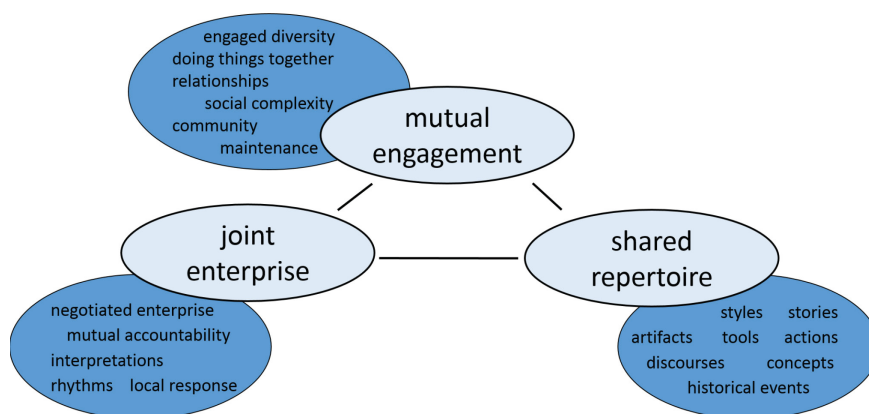 engaged diversity
doing things together
relationships
social complexity
community
maintenance
mutual
engagement
joint
enterprise
shared
repertoire
negotiated enterprise
mutual accountability
interpretations
rhythms local response
styles stories
artifacts tools actions
discourses concepts
historical events